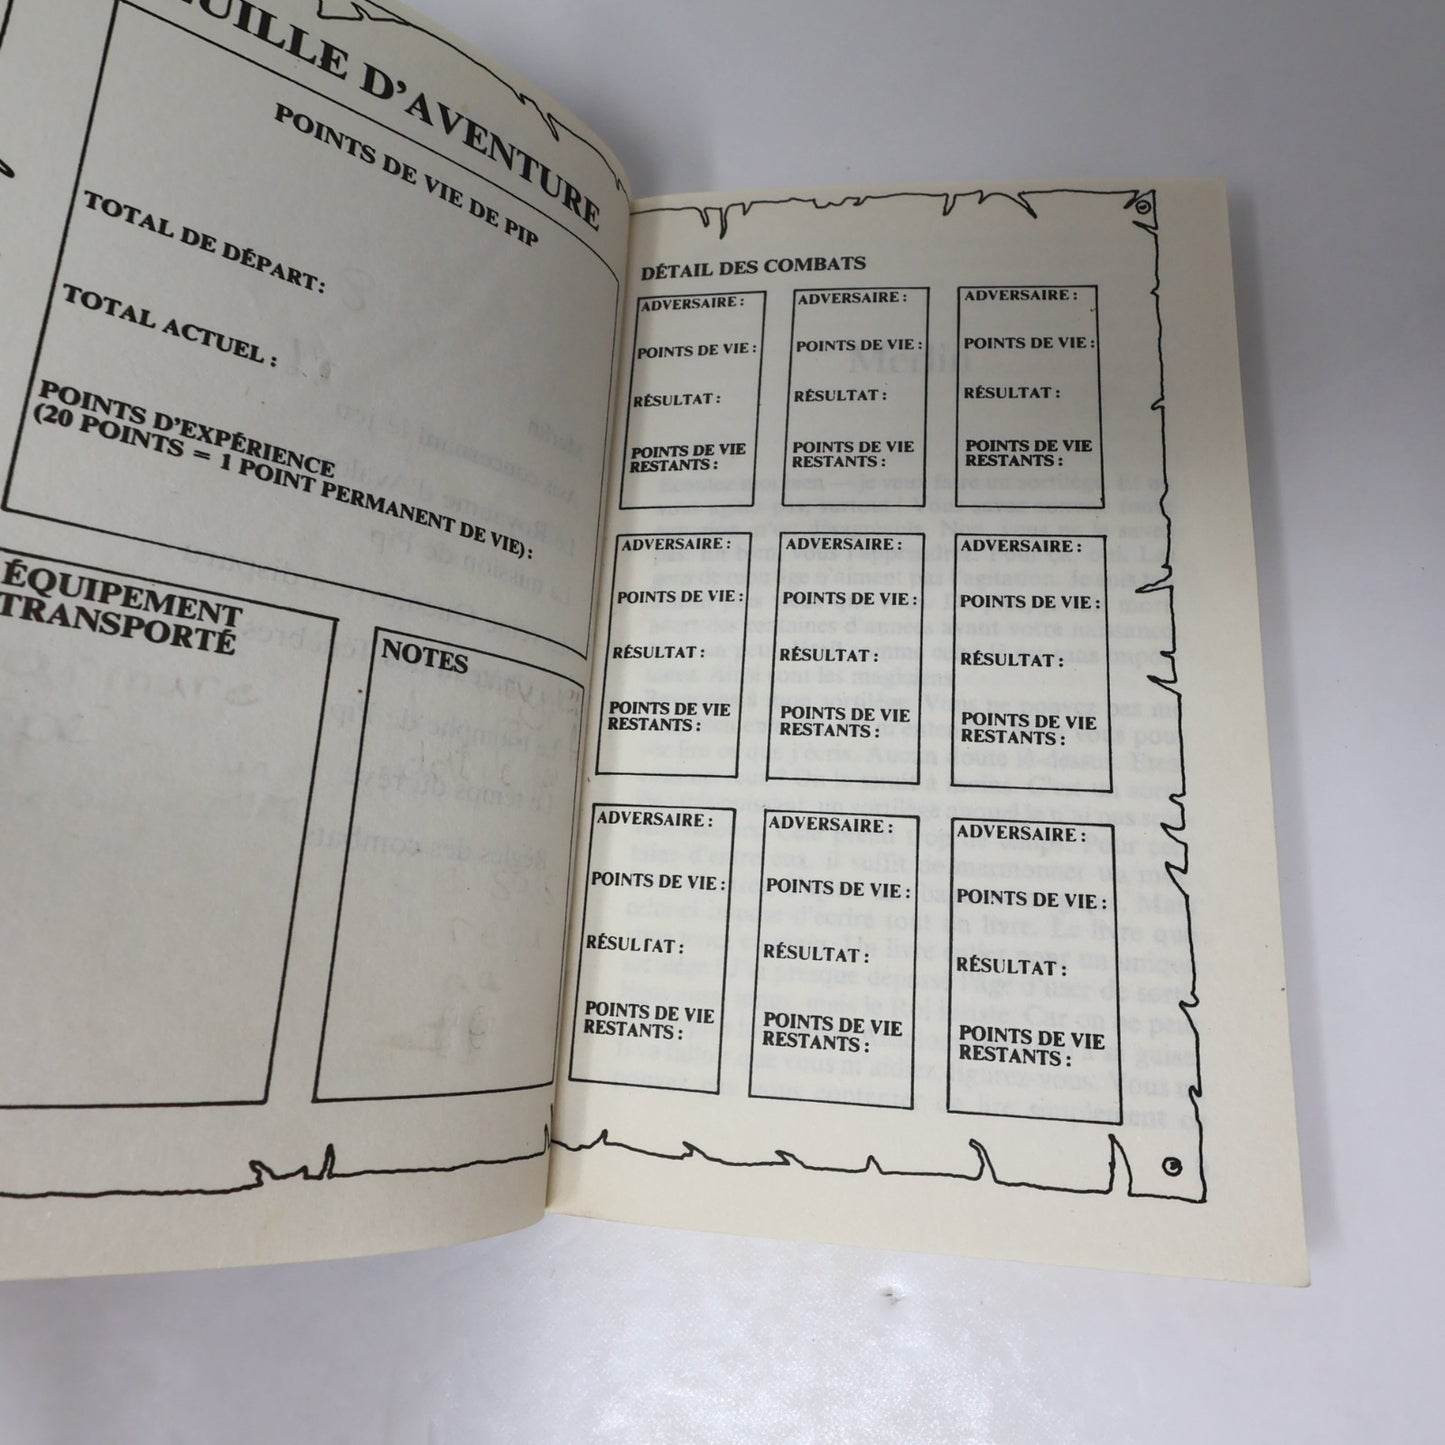 FEUILLE D'AVENTURE
POINTS DE VIE DE PIP
TOTAL DE DÉPART:
TOTAL ACTUEL :
POINTS D'EXPÉRIENCE
(20 POINTS = 1 POINT PERMANENT DE VIE):
ÉQUIPEMENT
TRANSPORTÉ
NOTES
DÉTAIL DES COMBATS
ADVERSAIRE :
POINTS DE VIE :
RÉSULTAT :
POINTS DE VIE
RESTANTS :
ADVERSAIRE :
POINTS DE VIE :
RÉSULTAT :
POINTS DE VIE
RESTANTS :
ADVERSAIRE :
POINTS DE VIE :
RÉSULTAT :
POINTS DE VIE
RESTANTS :
ADVERSAIRE :
POINTS DE VIE :
RÉSULTAT :
POINTS DE VIE
RESTANTS :
ADVERSAIRE :
POINTS DE VIE :
RÉSULTAT :
POINTS DE VIE
RESTANTS :
ADVERSAIRE :
POINTS DE VIE :
RÉSULTAT :
POINTS DE VIE
RESTANTS :
ADVERSAIRE :
POINTS DE VIE :
RÉSULTAT :
POINTS DE VIE
RESTANTS :
ADVERSAIRE :
POINTS DE VIE :
RÉSULTAT :
POINTS DE VIE
RESTANTS :
ADVERSAIRE :
POINTS DE VIE :
RÉSULTAT :
POINTS DE VIE
RESTANTS :